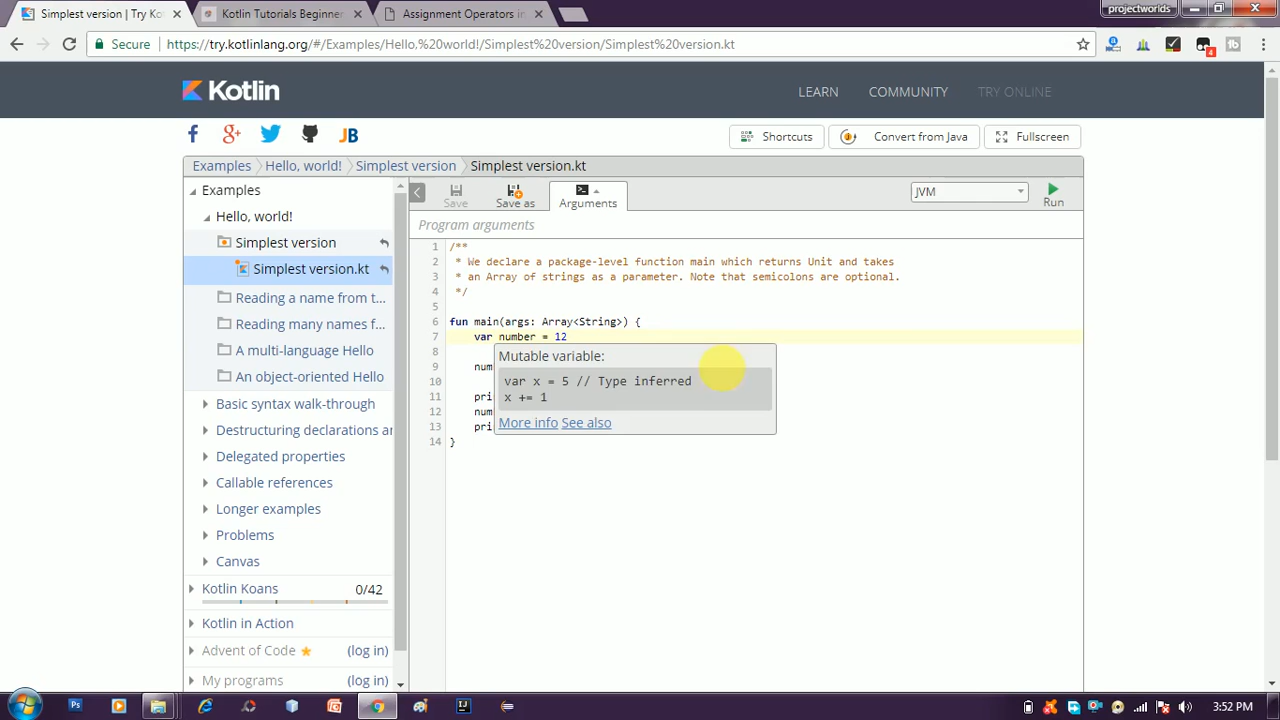 Simplest version | Try Ko
Kotlin Tutorials Beginner
Assignment Operators in
projectworlds
Secure
https://try.kotlinlang.org/#/Examples/Hello,%20world!/Simplest%20version/Simplest%20version.kt
4
Kotlin
LEARN
COMMUNITY
TRY ONLINE
Shortcuts
Convert from Java
Fullscreen
Examples
Hello, world!
Simplest version
Simplest version.kt
Examples
Hello, world!
Simplest version
Simplest version.kt
Reading a name from t...
Reading many names f...
A multi-language Hello
An object-oriented Hello
Basic syntax walk-through
Destructuring declarations ar
Delegated properties
Callable references
Longer examples
Problems
Canvas
Kotlin Koans 0/42
Kotlin in Action
Advent of Code (log in)
My programs (log in)
Save
Save as
Arguments
JVM
Run
Program arguments
1 /**
2 * We declare a package-level function main which returns Unit and takes
3 * an Array of strings as a parameter. Note that semicolons are optional.
4 */
5
6 fun main(args: Array<String>) {
7 var number = 12
8
9 num
10
11 pri
12 num
13 pri
14 }
Mutable variable:
var x = 5 // Type inferred
x += 1
More info See also
3:52 PM